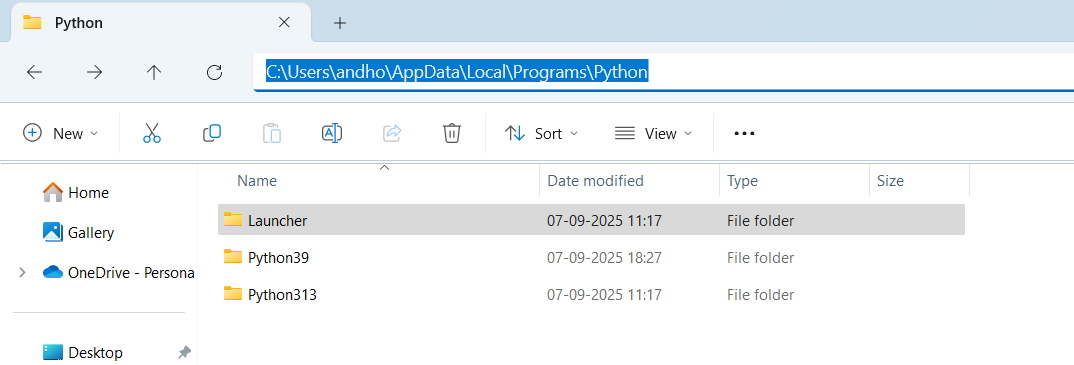 Python
C:\Users\andho\AppData\Local\Programs\Python
New Sort View
Name Date modified Type Size
Home
Launcher 07-09-2025 11:17 File folder
Gallery
Python39 07-09-2025 18:27 File folder
OneDrive - Persona
Python313 07-09-2025 11:17 File folder
Desktop